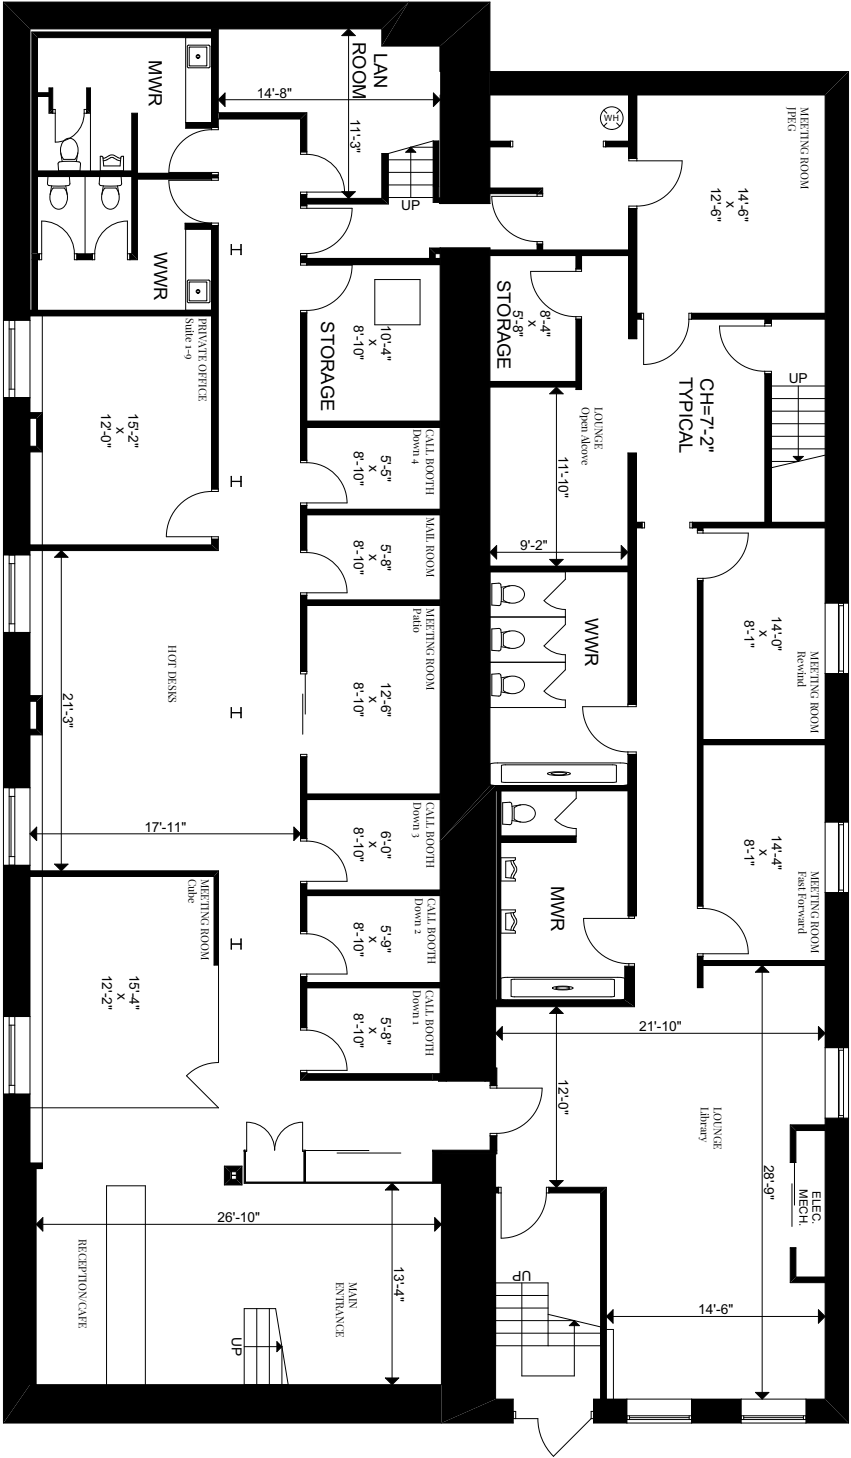 LAN
ROOM
14'-8"
11'-3"
UP
MWR
WWR
WH
MEETING ROOM
JPEG
14'-6"
x
12'-6"
PRIVATE OFFICE
Suite 1-9
15'-2"
x
12'-0"
STORAGE
10'-4"
x
8'-10"
STORAGE
8'-4"
x
5'-8"
CH=7'-2"
TYPICAL
UP
LOUNGE
Open Alcove
11'-10"
9'-2"
CALL BOOTH
Down 4
5'-5"
x
8'-10"
MAIL ROOM
5'-8"
x
8'-10"
MEETING ROOM
Patio
12'-6"
x
8'-10"
HOT DESKS
21'-3"
17'-11"
WWR
MEETING ROOM
Rewind
14'-0"
x
8'-1"
MEETING ROOM
Fast Forward
14'-4"
x
8'-1"
CALL BOOTH
Down 3
6'-0"
x
8'-10"
CALL BOOTH
Down 2
5'-9"
x
8'-10"
CALL BOOTH
Down 1
5'-8"
x
8'-10"
MWR
MEETING ROOM
Cube
15'-4"
x
12'-2"
21'-10"
12'-0"
LOUNGE
Library
28'-9"
ELEC.
MECH.
14'-6"
UP
26'-10"
13'-4"
RECEPTION/CAFE
MAIN
ENTRANCE
UP